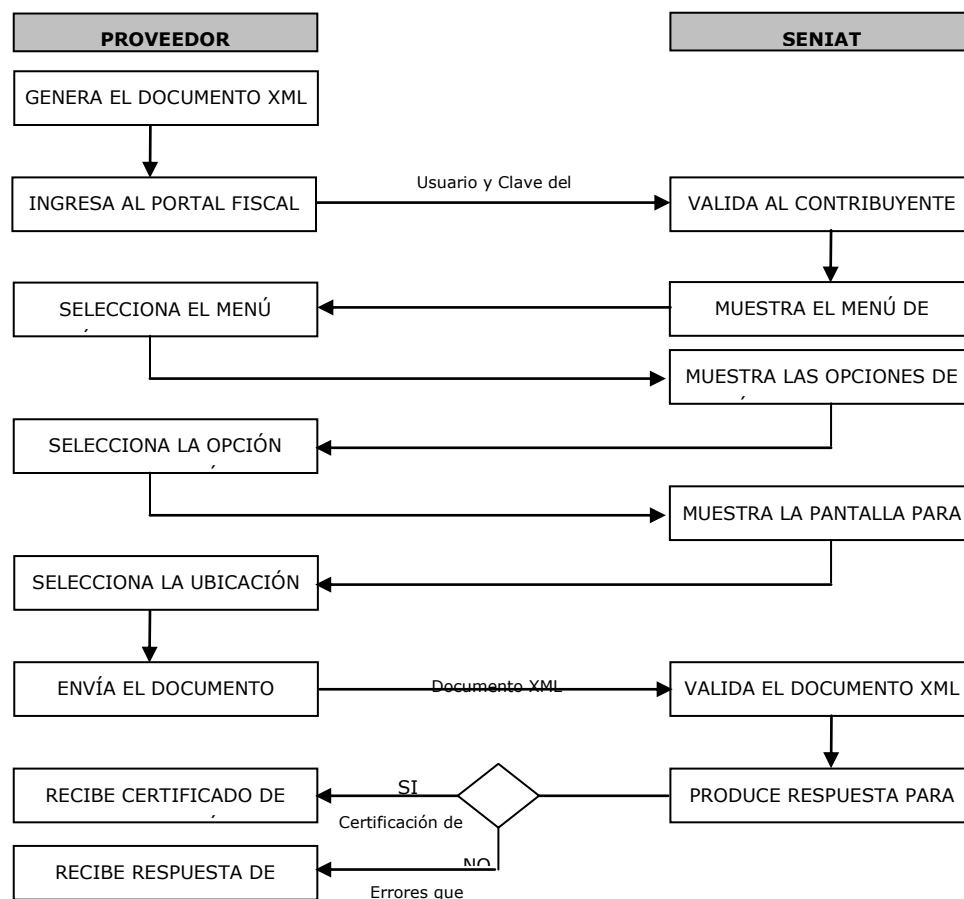 PROVEEDOR
SENIAT
GENERA EL DOCUMENTO XML
INGRESA AL PORTAL FISCAL
Usuario y Clave del
VALIDA AL CONTRIBUYENTE
SELECCIONA EL MENÚ
MUESTRA EL MENÚ DE
MUESTRA LAS OPCIONES DE
SELECCIONA LA OPCIÓN
MUESTRA LA PANTALLA PARA
SELECCIONA LA UBICACIÓN
ENVÍA EL DOCUMENTO
Documento XML
VALIDA EL DOCUMENTO XML
RECIBE CERTIFICADO DE
SI
Certificación de
PRODUCE RESPUESTA PARA
RECIBE RESPUESTA DE
NO
Errores que